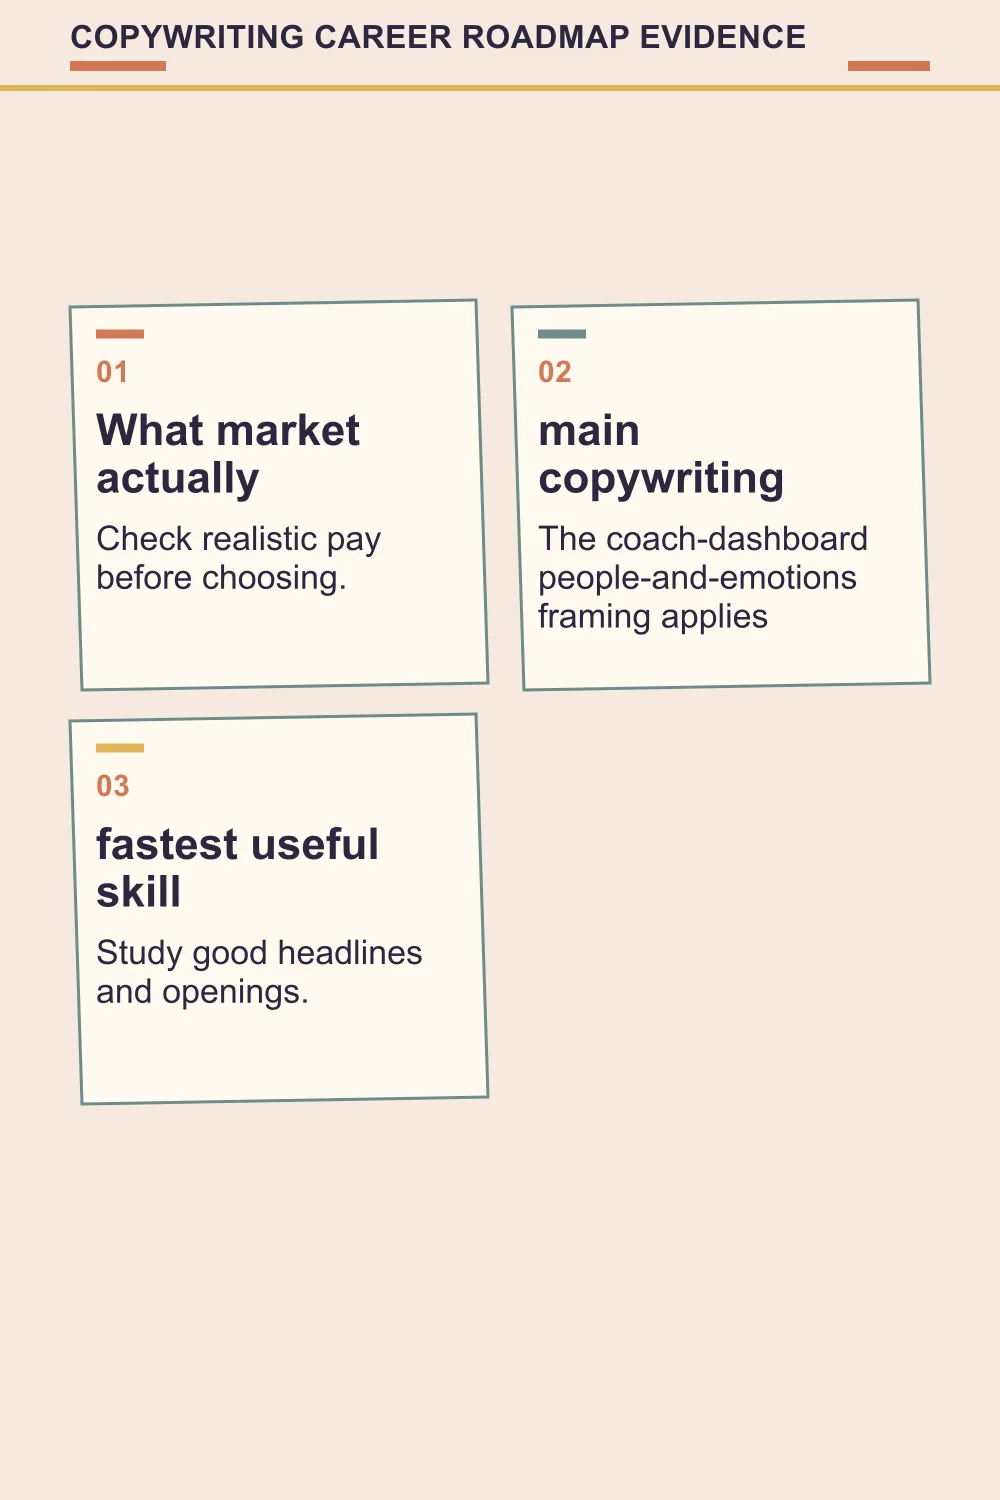 COPYWRITING CAREER ROADMAP EVIDENCE
01
What market
actually
Check realistic pay
before choosing.
02
main
copywriting
The coach-dashboard
people-and-emotions
framing applies
03
fastest useful
skill
Study good headlines
and openings.